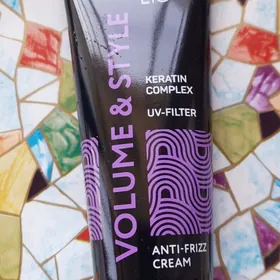 VOLUME & STYLE
KERATIN
COMPLEX
UV-FILTER
ANTI-FRIZZ
CREAM